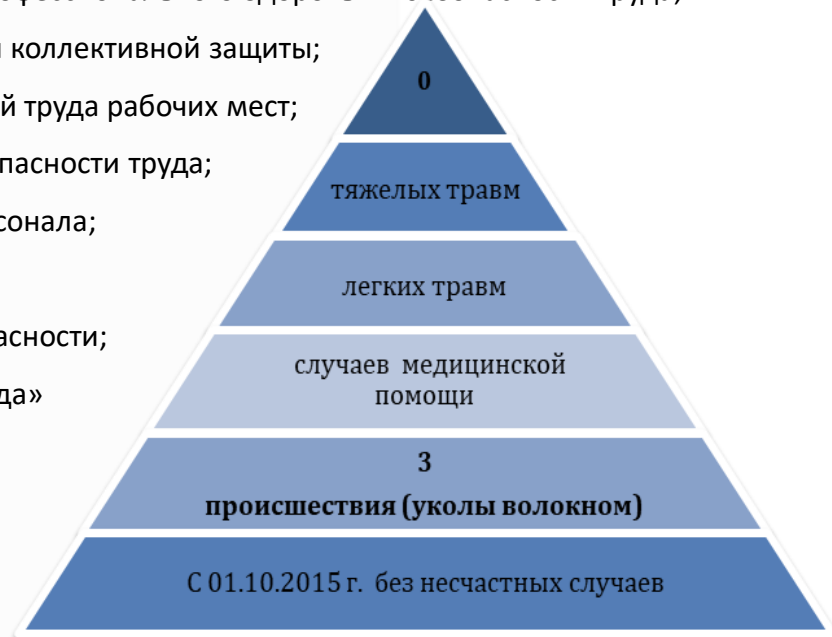 и коллективной защиты;
й труда рабочих мест;
пасности труда;
сонала;
асности;
да»
0
тяжелых травм
легких травм
случаев медицинской
помощи
3
происшествия (уколы волокном)
С 01.10.2015 г. без несчастных случаев